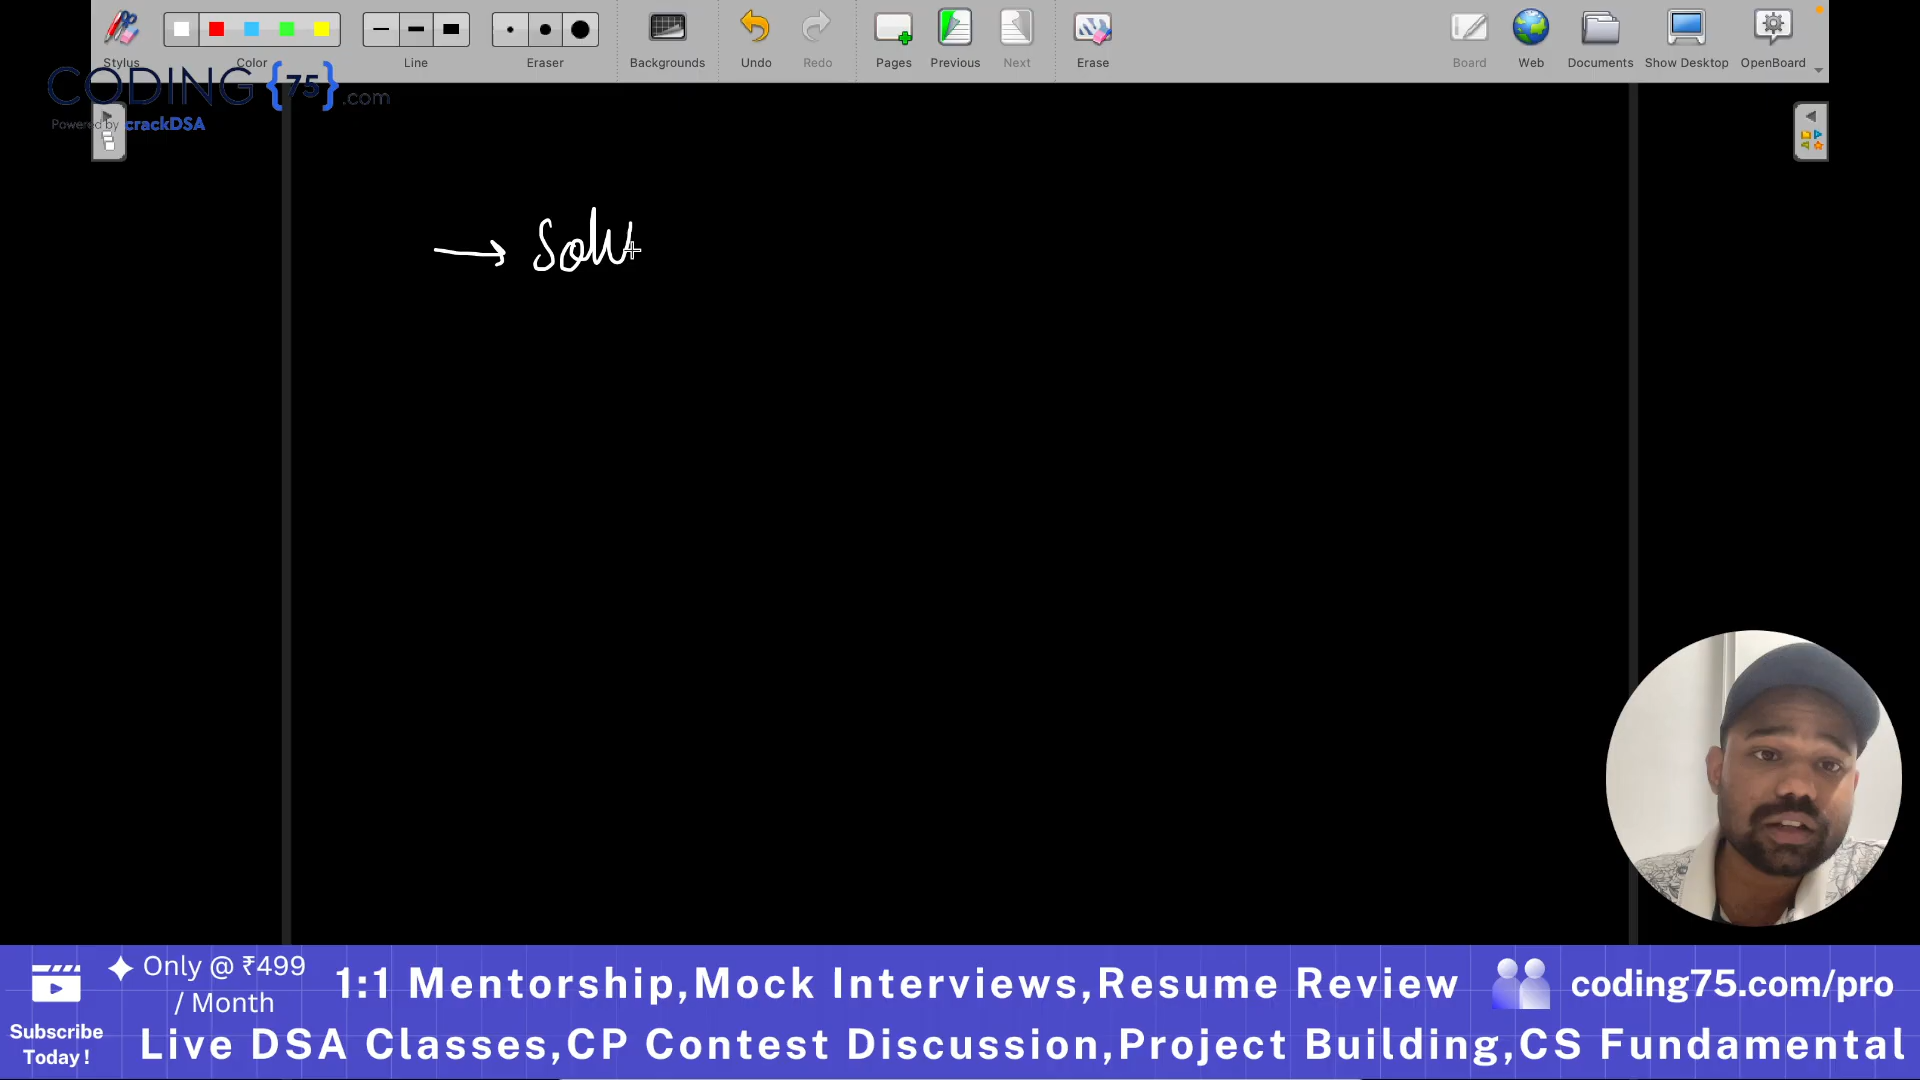 Stylus Color Line Eraser Backgrounds Undo Redo Pages Previous Next Erase Board Web Documents Show Desktop OpenBoard
CODING {75} .com
Powered by crackDSA
→ Solu
Only @ ₹499 / Month
1:1 Mentorship,Mock Interviews,Resume Review
coding75.com/pro
Subscribe Today !
Live DSA Classes,CP Contest Discussion,Project Building,CS Fundamental